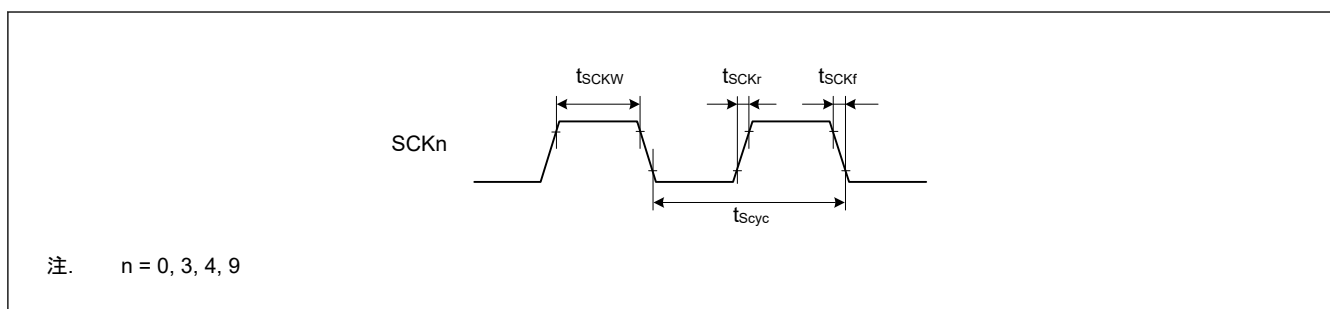 tSCKW tSCKr tSCKf
SCKn
tScyc
注. n = 0, 3, 4, 9